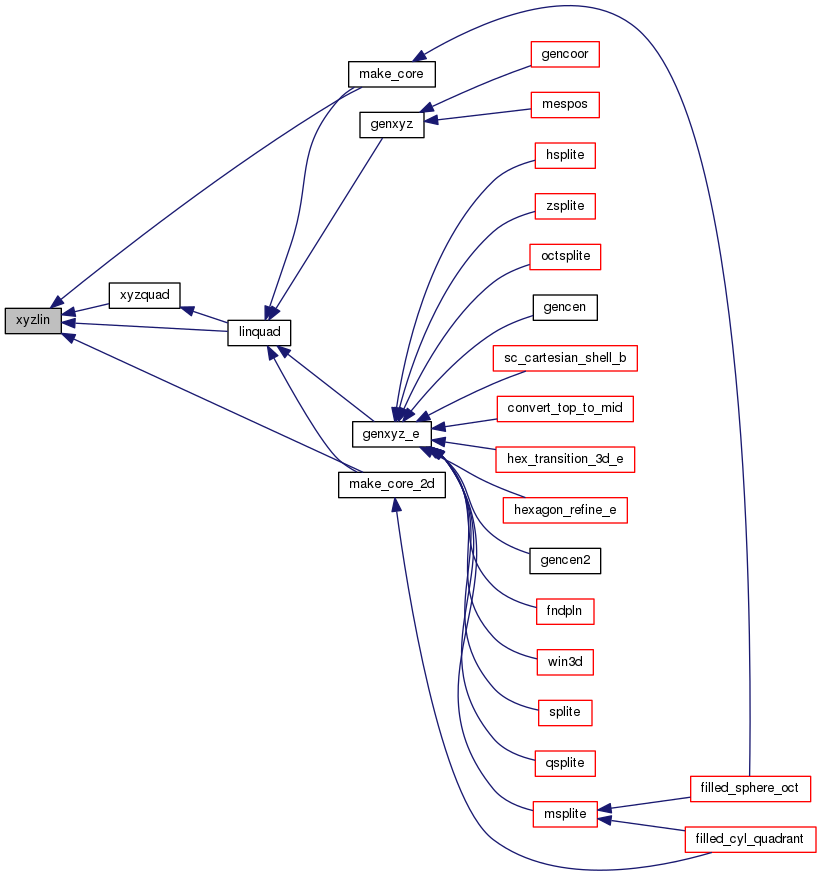 make_core
gencoor
mespos
genxyz
hsplite
zsplite
octsplite
xyzquad
gencen
xyzlin
linquad
sc_cartesian_shell_b
convert_top_to_mid
genxyz_e
hex_transition_3d_e
make_core_2d
hexagon_refine_e
gencen2
fndpln
win3d
splite
qsplite
filled_sphere_oct
msplite
filled_cyl_quadrant